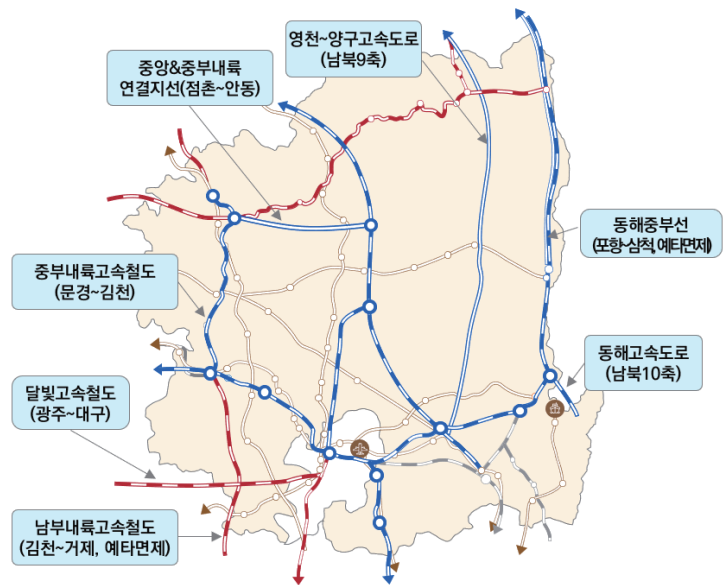 영천~양구고속도로
(남북9축)
중앙&중부내륙
연결지선(점촌~안동)
동해중부선
(포항~삼척,예타면제)
중부내륙고속철도
(문경~김천)
동해고속도로
(남북10축)
달빛고속철도
(광주~대구)
남부내륙고속철도
(김천~거제, 예타면제)